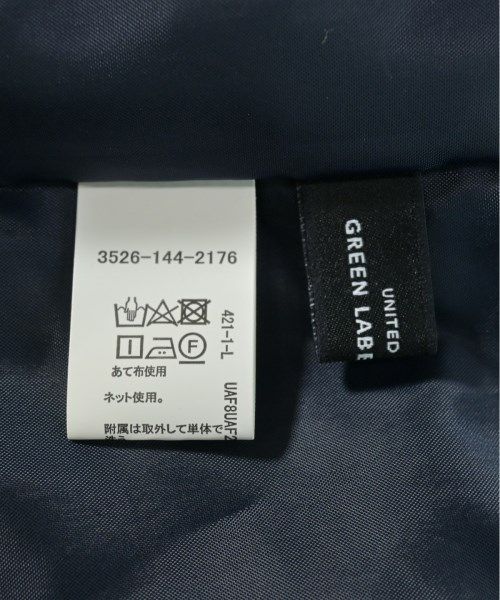 3526-144-2176
あて布使用
ネット使用。
附属は取外して単体で
421-1-L
UAF8UAF2
GREEN LABE
UNITED